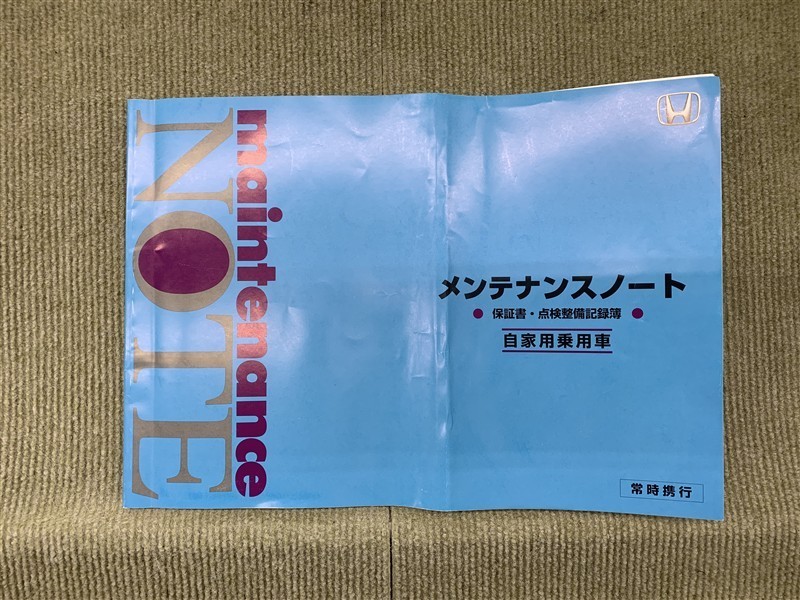 maintenance
NOTE
メンテナンスノート
● 保証書・点検整備記録簿 ●
自家用乗用車
常時携行